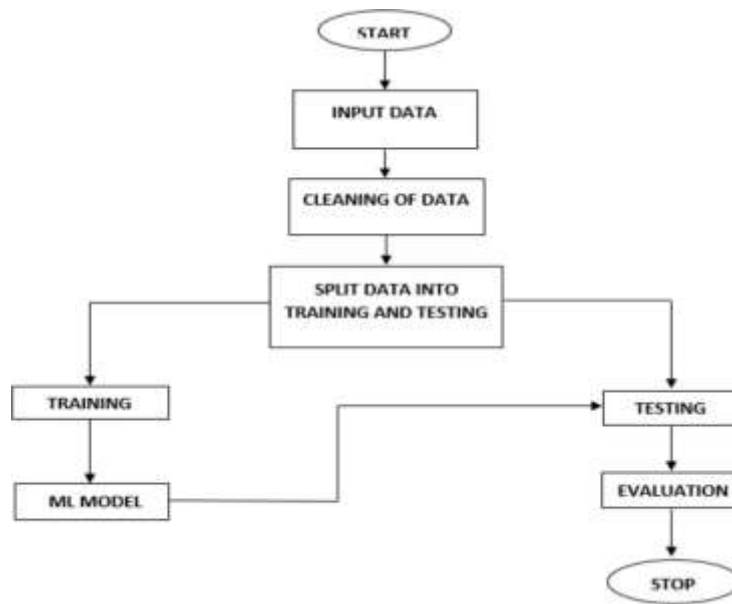 START
INPUT DATA
CLEANING OF DATA
SPLIT DATA INTO
TRAINING AND TESTING
TRAINING
TESTING
ML MODEL
EVALUATION
STOP